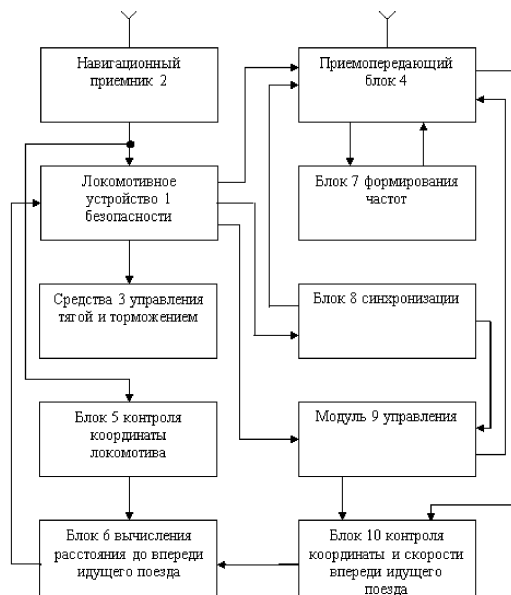 Навигационный
приемник 2
Приемопередающий
блок 4
Локомотивное
устройство 1
безопасности
Блок 7 формирования
частот
Средства 3 управления
тягой и торможением
Блок 8 синхронизации
Блок 5 контроля
координаты
локомотива
Модуль 9 управления
Блок 6 вычисления
расстояния до впереди
идущего поезда
Блок 10 контроля
координаты и скорости
впереди идущего
поезда